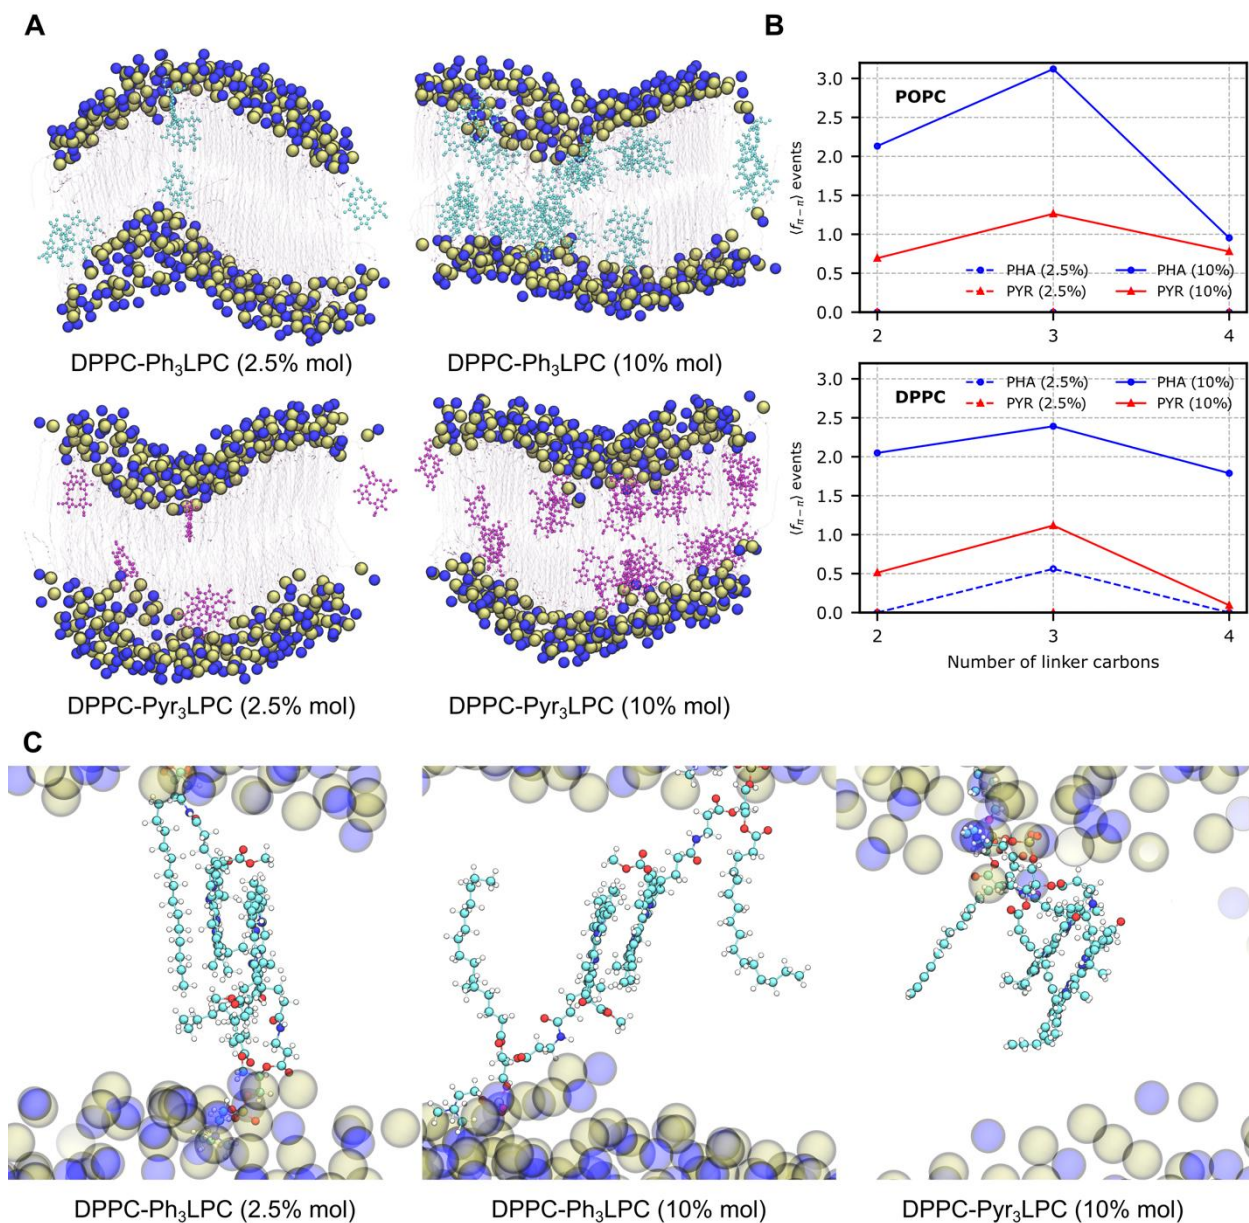 A
B
DPPC-Ph₃LPC (2.5% mol)
DPPC-Ph₃LPC (10% mol)
DPPC-Pyr₃LPC (2.5% mol)
DPPC-Pyr₃LPC (10% mol)
POPC
⟨fπ−π⟩ events
3.0
2.5
2.0
1.5
1.0
0.5
0.0
PHA (2.5%)
PYR (2.5%)
PHA (10%)
PYR (10%)
2
3
4
DPPC
⟨fπ−π⟩ events
3.0
2.5
2.0
1.5
1.0
0.5
0.0
PHA (2.5%)
PYR (2.5%)
PHA (10%)
PYR (10%)
2
3
4
Number of linker carbons
C
DPPC-Ph₃LPC (2.5% mol)
DPPC-Ph₃LPC (10% mol)
DPPC-Pyr₃LPC (10% mol)